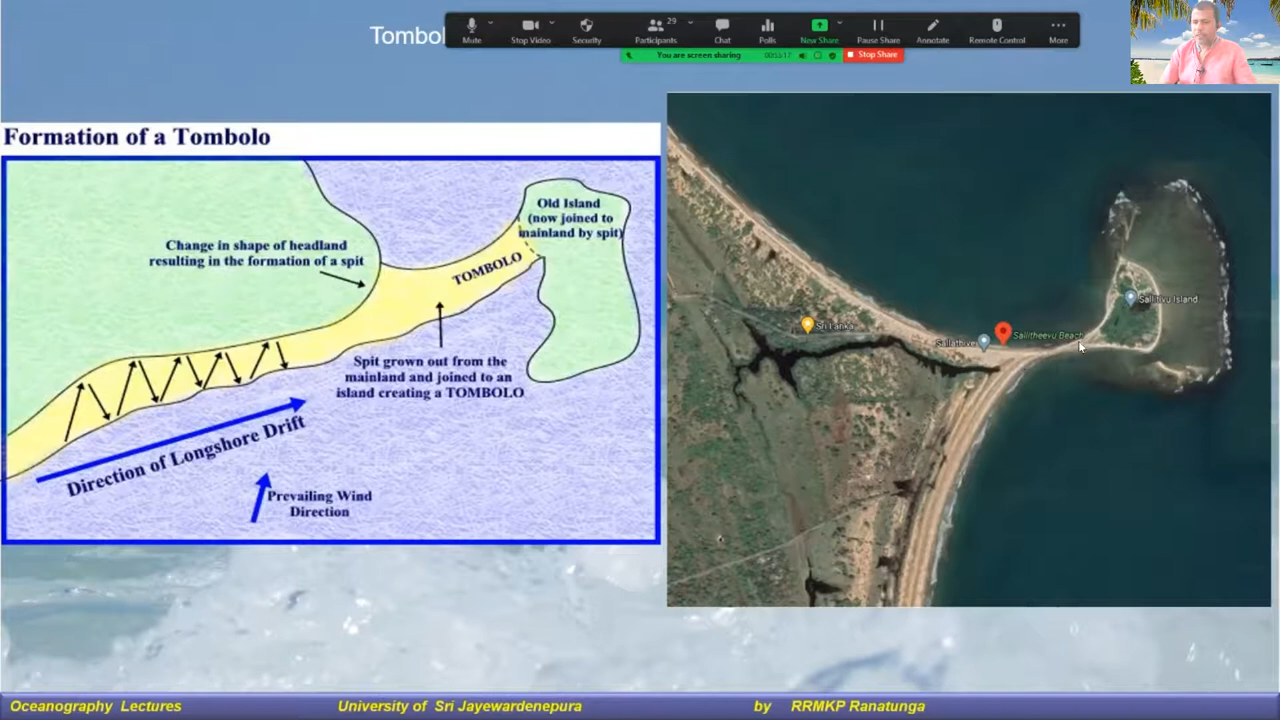 Tombol
29
Mute
Stop Video
Security
Participants
Chat
Polls
New Share
Pause Share
Annotate
Remote Control
More
You are screen sharing
00:53:17
Stop Share
Formation of a Tombolo
Old Island
(now joined to
mainland by spit)
Change in shape of headland
resulting in the formation of a spit
TOMBOLO
Spit grown out from the
mainland and joined to an
island creating a TOMBOLO
Direction of Longshore Drift
Prevailing Wind
Direction
Sallitivu Island
Sri Lanka
Sallitheevu Beach
Oceanography Lectures
University of Sri Jayewardenepura
by RRMKP Ranatunga